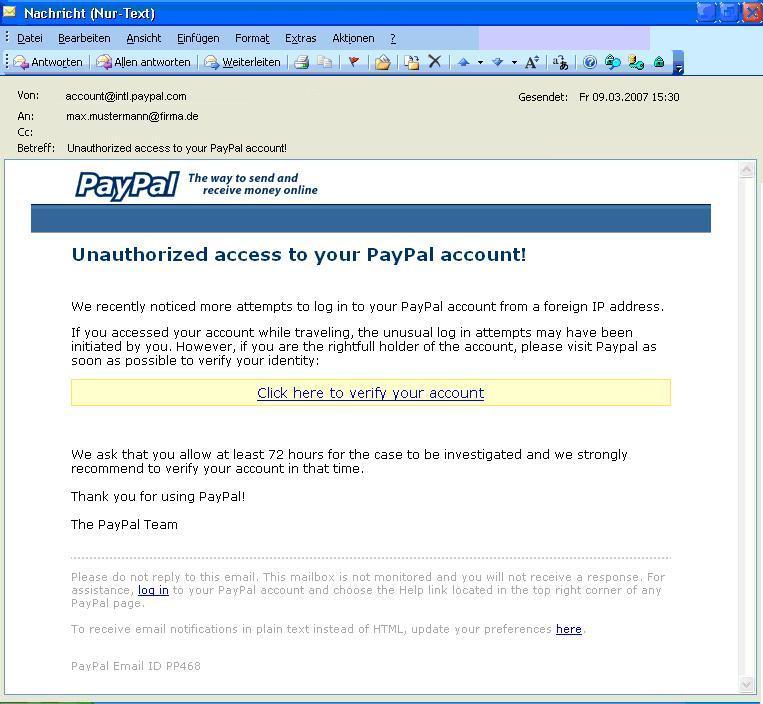 Nachricht (Nur-Text)
Datei Bearbeiten Ansicht Einfügen Format Extras Aktionen ?
Antworten Allen antworten Weiterleiten
Von: account@intl.paypal.com Gesendet: Fr 09.03.2007 15:30
An: max.mustermann@firma.de
Cc:
Betreff: Unauthorized access to your PayPal account!
PayPal The way to send and
receive money online
Unauthorized access to your PayPal account!
We recently noticed more attempts to log in to your PayPal account from a foreign IP address.
If you accessed your account while traveling, the unusual log in attempts may have been
initiated by you. However, if you are the rightfull holder of the account, please visit Paypal as
soon as possible to verify your identity:
Click here to verify your account
We ask that you allow at least 72 hours for the case to be investigated and we strongly
recommend to verify your account in that time.
Thank you for using PayPal!
The PayPal Team
Please do not reply to this email. This mailbox is not monitored and you will not receive a response. For
assistance, log in to your PayPal account and choose the Help link located in the top right corner of any
PayPal page.
To receive email notifications in plain text instead of HTML, update your preferences here.
PayPal Email ID PP468